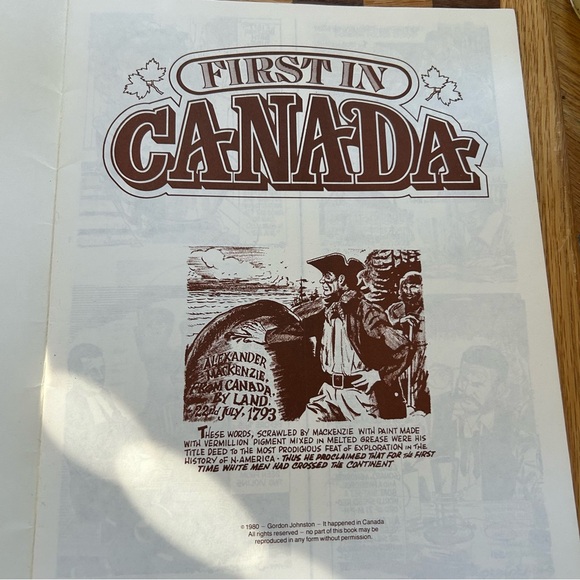 FIRST IN
CANADA
ALEXANDER
MACKENZIE,
FROM CANADA,
BY LAND.
22nd July, 1793
THESE WORDS, SCRAWLED BY MACKENZIE WITH PAINT MADE
WITH VERMILLION PIGMENT MIXED IN MELTED GREASE WERE HIS
TITLE DEED TO THE MOST PRODIGIOUS FEAT OF EXPLORATION IN THE
HISTORY OF N. AMERICA - THUS HE PROCLAIMED THAT FOR THE FIRST
TIME WHITE MEN HAD CROSSED THE CONTINENT
© 1980 — Gordon Johnston — It happened in Canada
All rights reserved — no part of this book may be
reproduced in any form without permission.